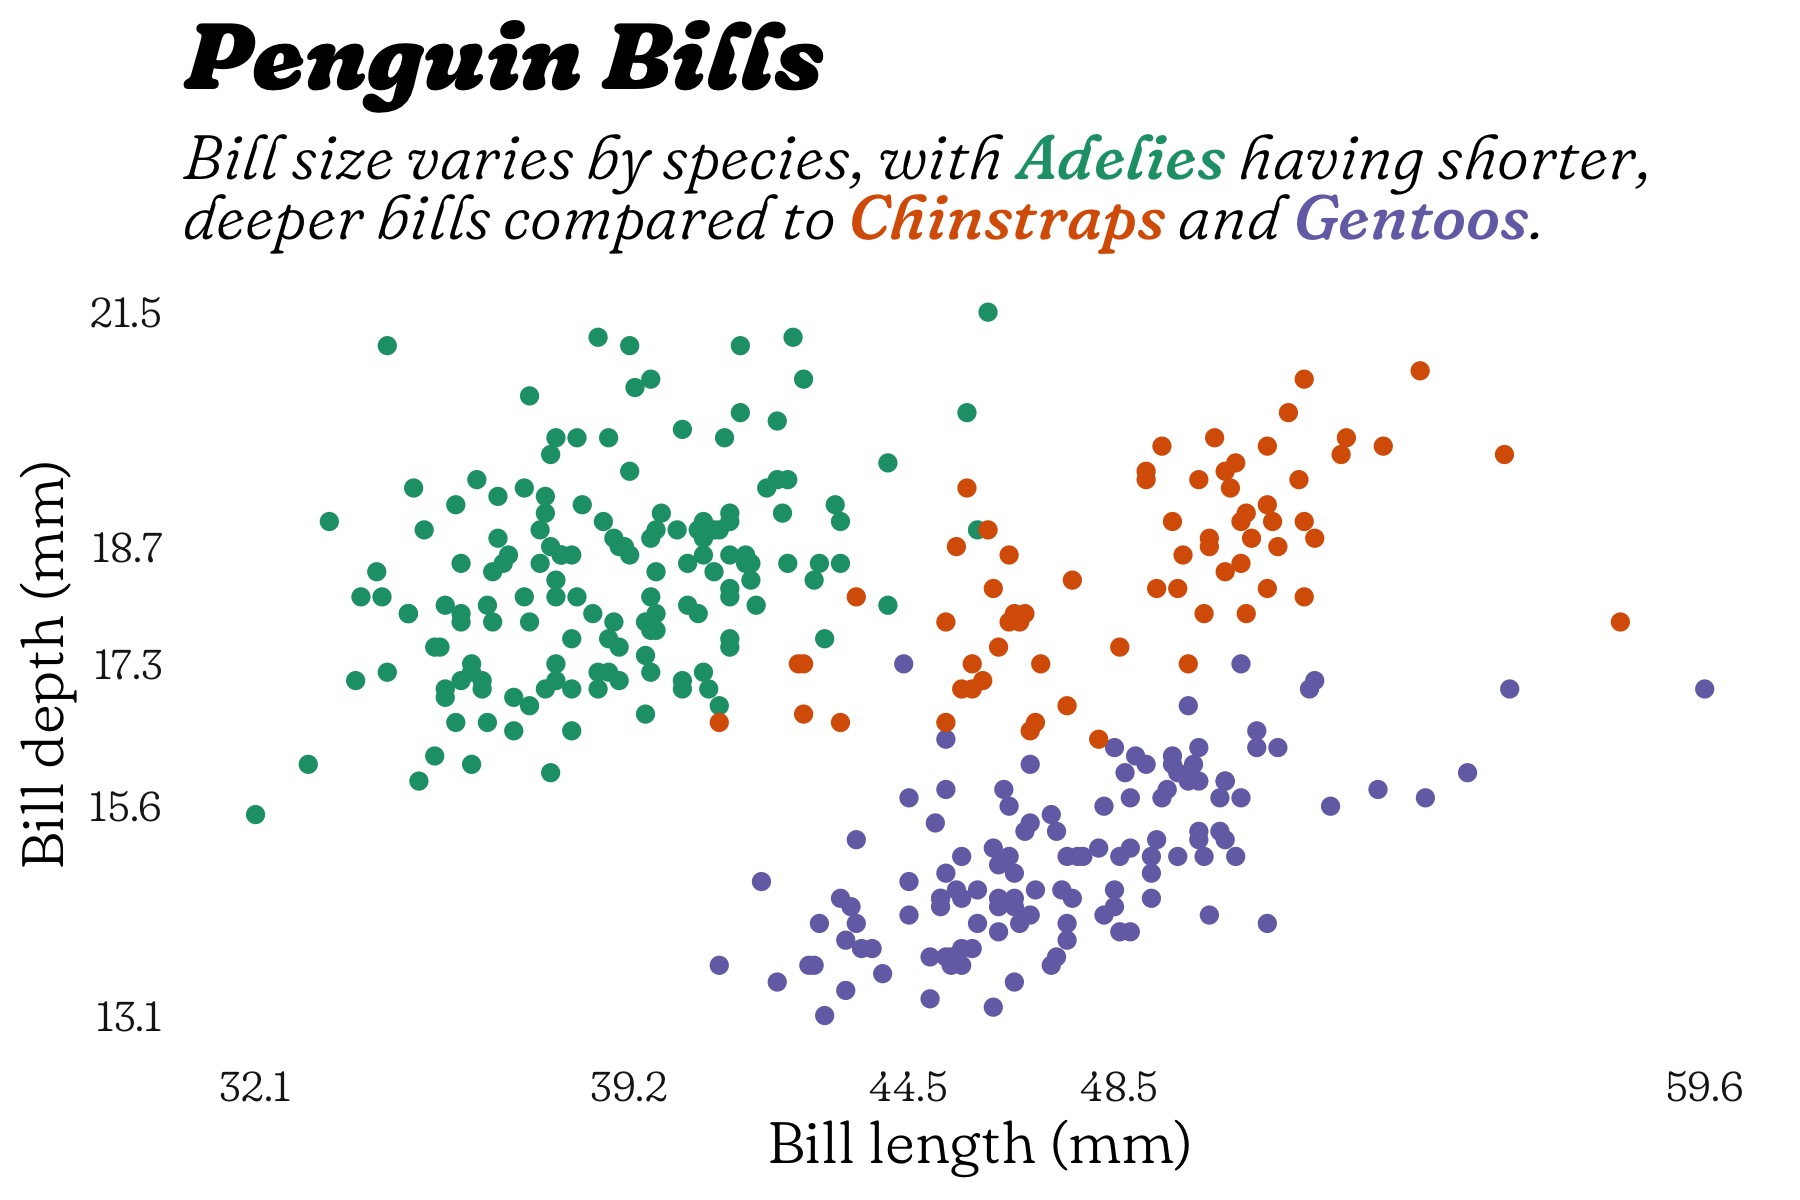 Penguin Bills
Bill size varies by species, with Adelies having shorter,
deeper bills compared to Chinstraps and Gentoos.
Bill depth (mm)
21.5
18.7
17.3
15.6
13.1
32.1 39.2 44.5 48.5 59.6
Bill length (mm)